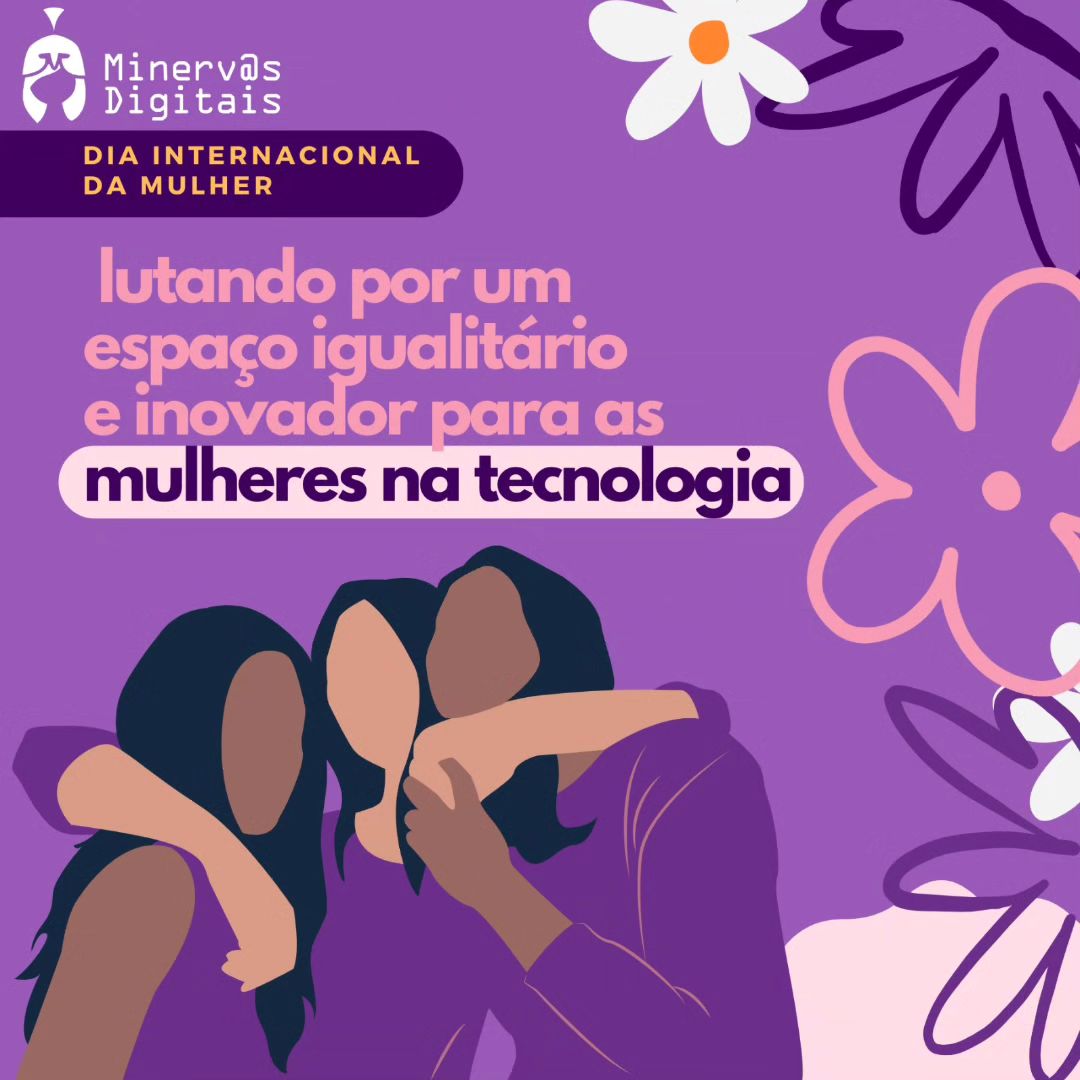 Minerv@s
Digitais
DIA INTERNACIONAL
DA MULHER
lutando por um
espaço igualitário
e inovador para as
mulheres na tecnologia